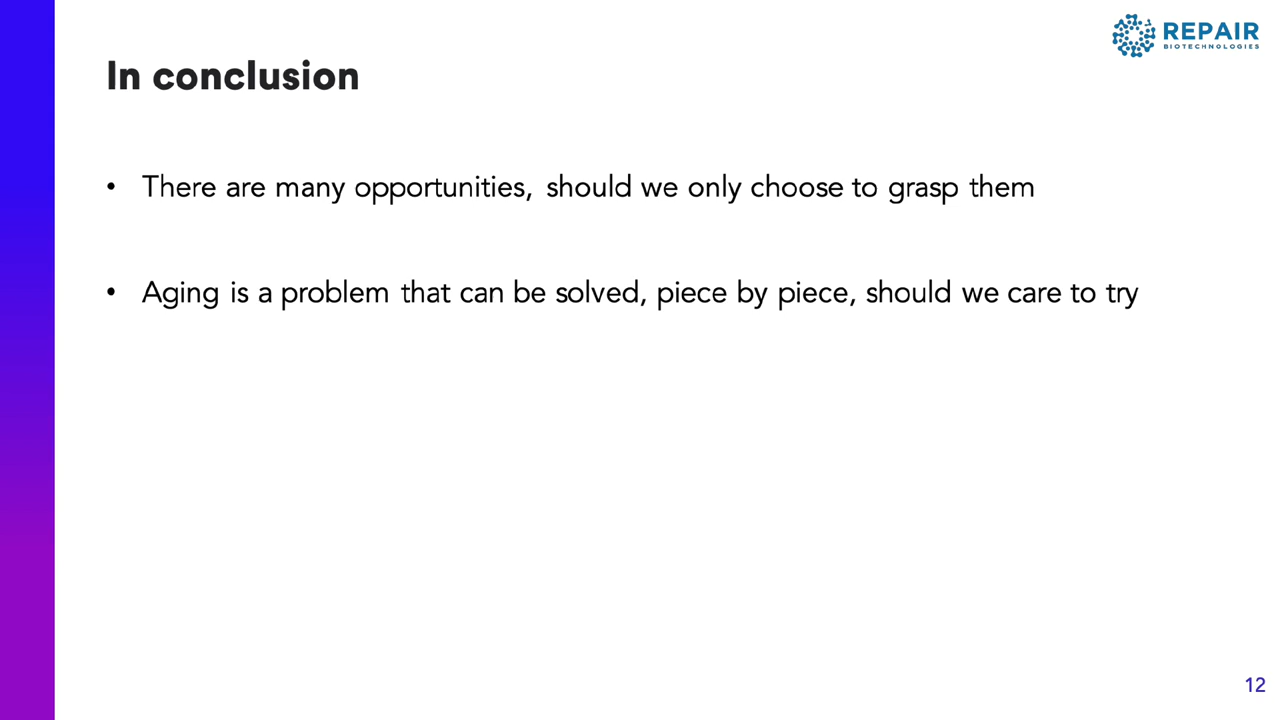 REPAIR
BIOTECHNOLOGIES
In conclusion
• There are many opportunities, should we only choose to grasp them
• Aging is a problem that can be solved, piece by piece, should we care to try
12